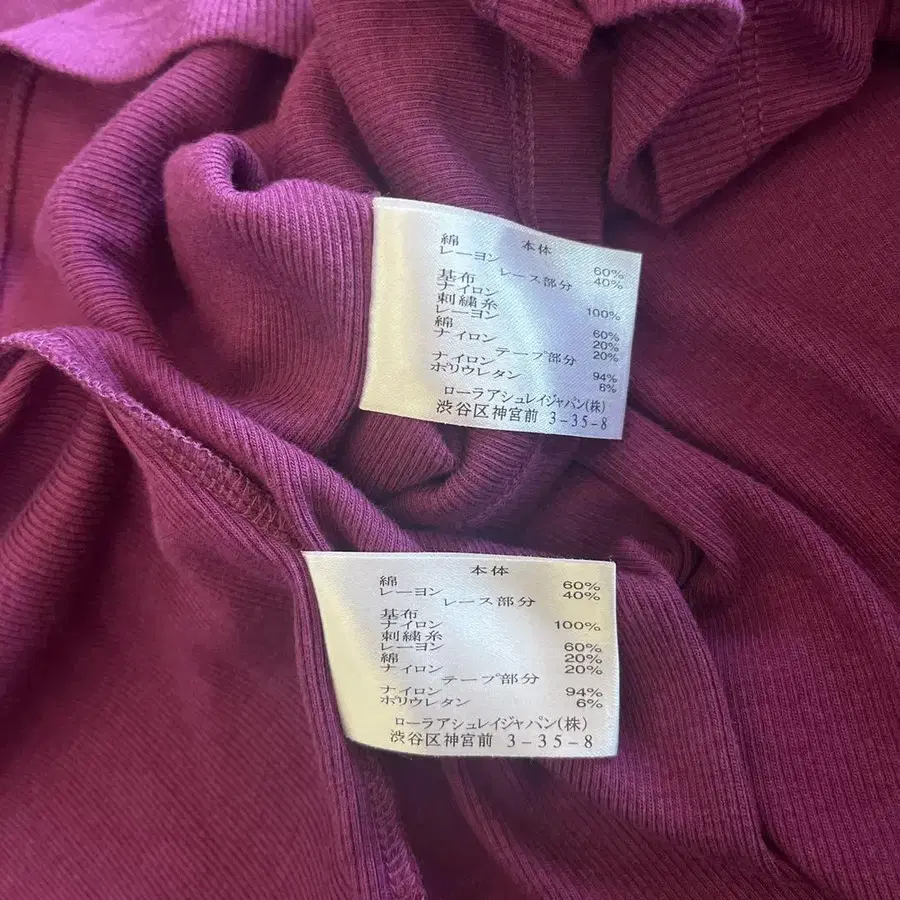 本体
綿 60%
レーヨン 40%
レース部分
基布
ナイロン 100%
刺繍糸
レーヨン 60%
綿 20%
ナイロン 20%
テープ部分
ナイロン 94%
ポリウレタン 6%
ローラアシュレイジャパン(株)
渋谷区神宮前 3-35-8
本体
綿 60%
レーヨン 40%
レース部分
基布
ナイロン 100%
刺繍糸
レーヨン 60%
綿 20%
ナイロン 20%
テープ部分
ナイロン 94%
ポリウレタン 6%
ローラアシュレイジャパン(株)
渋谷区神宮前 3-35-8